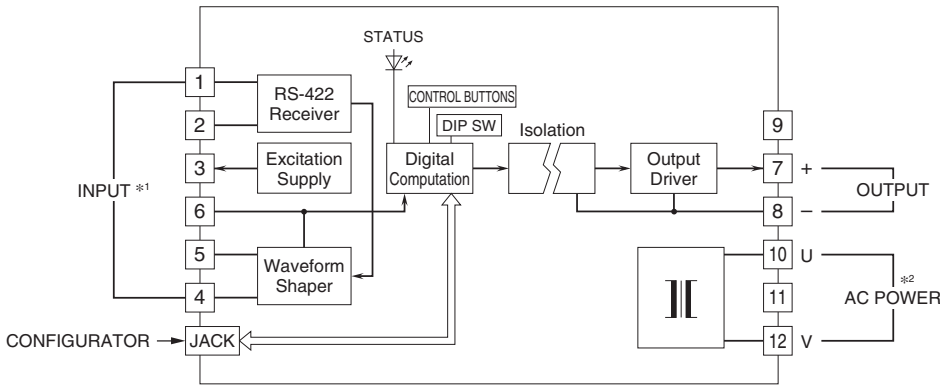 STATUS
1
RS-422
Receiver
CONTROL BUTTONS
DIP SW
2
Isolation
9
3
Excitation
Supply
Digital
Computation
Output
Driver
7
+
INPUT *1
OUTPUT
6
8
–
5
Waveform
Shaper
10
U
4
11
*2
AC POWER
CONFIGURATOR
JACK
12
V